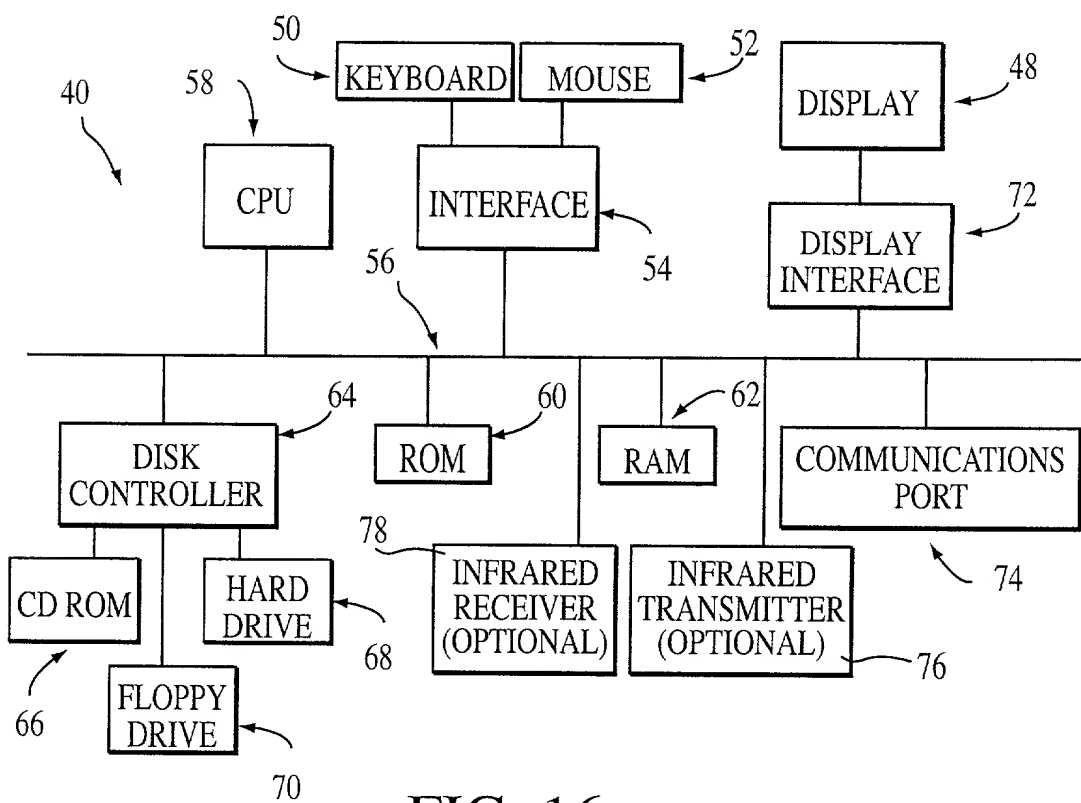 50
KEYBOARD
MOUSE
52
40
58
CPU
INTERFACE
54
DISPLAY
48
DISPLAY
INTERFACE
72
56
DISK
CONTROLLER
64
ROM
60
RAM
62
COMMUNICATIONS
PORT
74
CD ROM
66
HARD
DRIVE
68
FLOPPY
DRIVE
70
78
INFRARED
RECEIVER
(OPTIONAL)
INFRARED
TRANSMITTER
(OPTIONAL)
76
FIG. 16